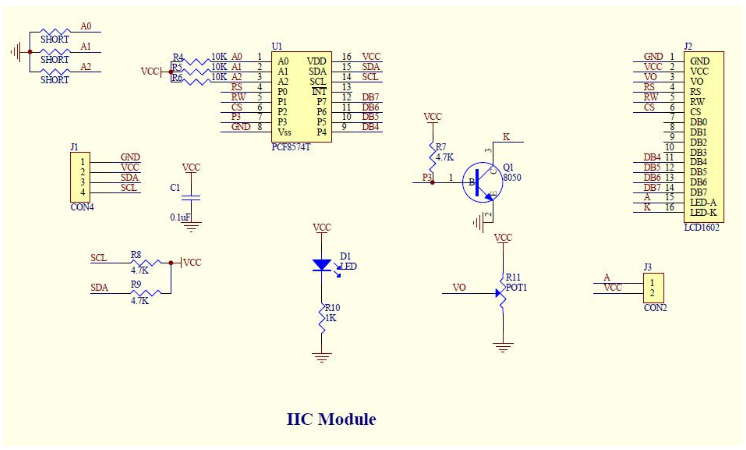 A0
SHORT
A1
SHORT
A2
SHORT
U1
VCC
R4 10K A0 1 A0 VDD 16 VCC
R5 10K A1 2 A1 SDA 15 SDA
R6 10K A2 3 A2 SCL 14 SCL
RS 4 P0 INT 13
RW 5 P1 P7 12 DB7
CS 6 P2 P6 11 DB6
P3 7 P3 P5 10 DB5
GND 8 Vss P4 9 DB4
PCF8574T
J2
GND 1 GND
VCC 2 VCC
VO 3 VO
RS 4 RS
RW 5 RW
CS 6 CS
7 DB0
8 DB1
9 DB2
10 DB3
DB4 11 DB4
DB5 12 DB5
DB6 13 DB6
DB7 14 DB7
A 15 LED-A
K 16 LED-K
LCD1602
VCC
R7
4.7K
P3 1 B
C
E
3
2
K
Q1
8050
J1
1 GND
2 VCC
3 SDA
4 SCL
CON4
VCC
C1
0.1uF
SCL R8
4.7K
VCC
SDA R9
4.7K
VCC
D1
LED
R10
1K
VCC
R11
POT1
VO
J3
A 1
VCC 2
CON2
IIC Module